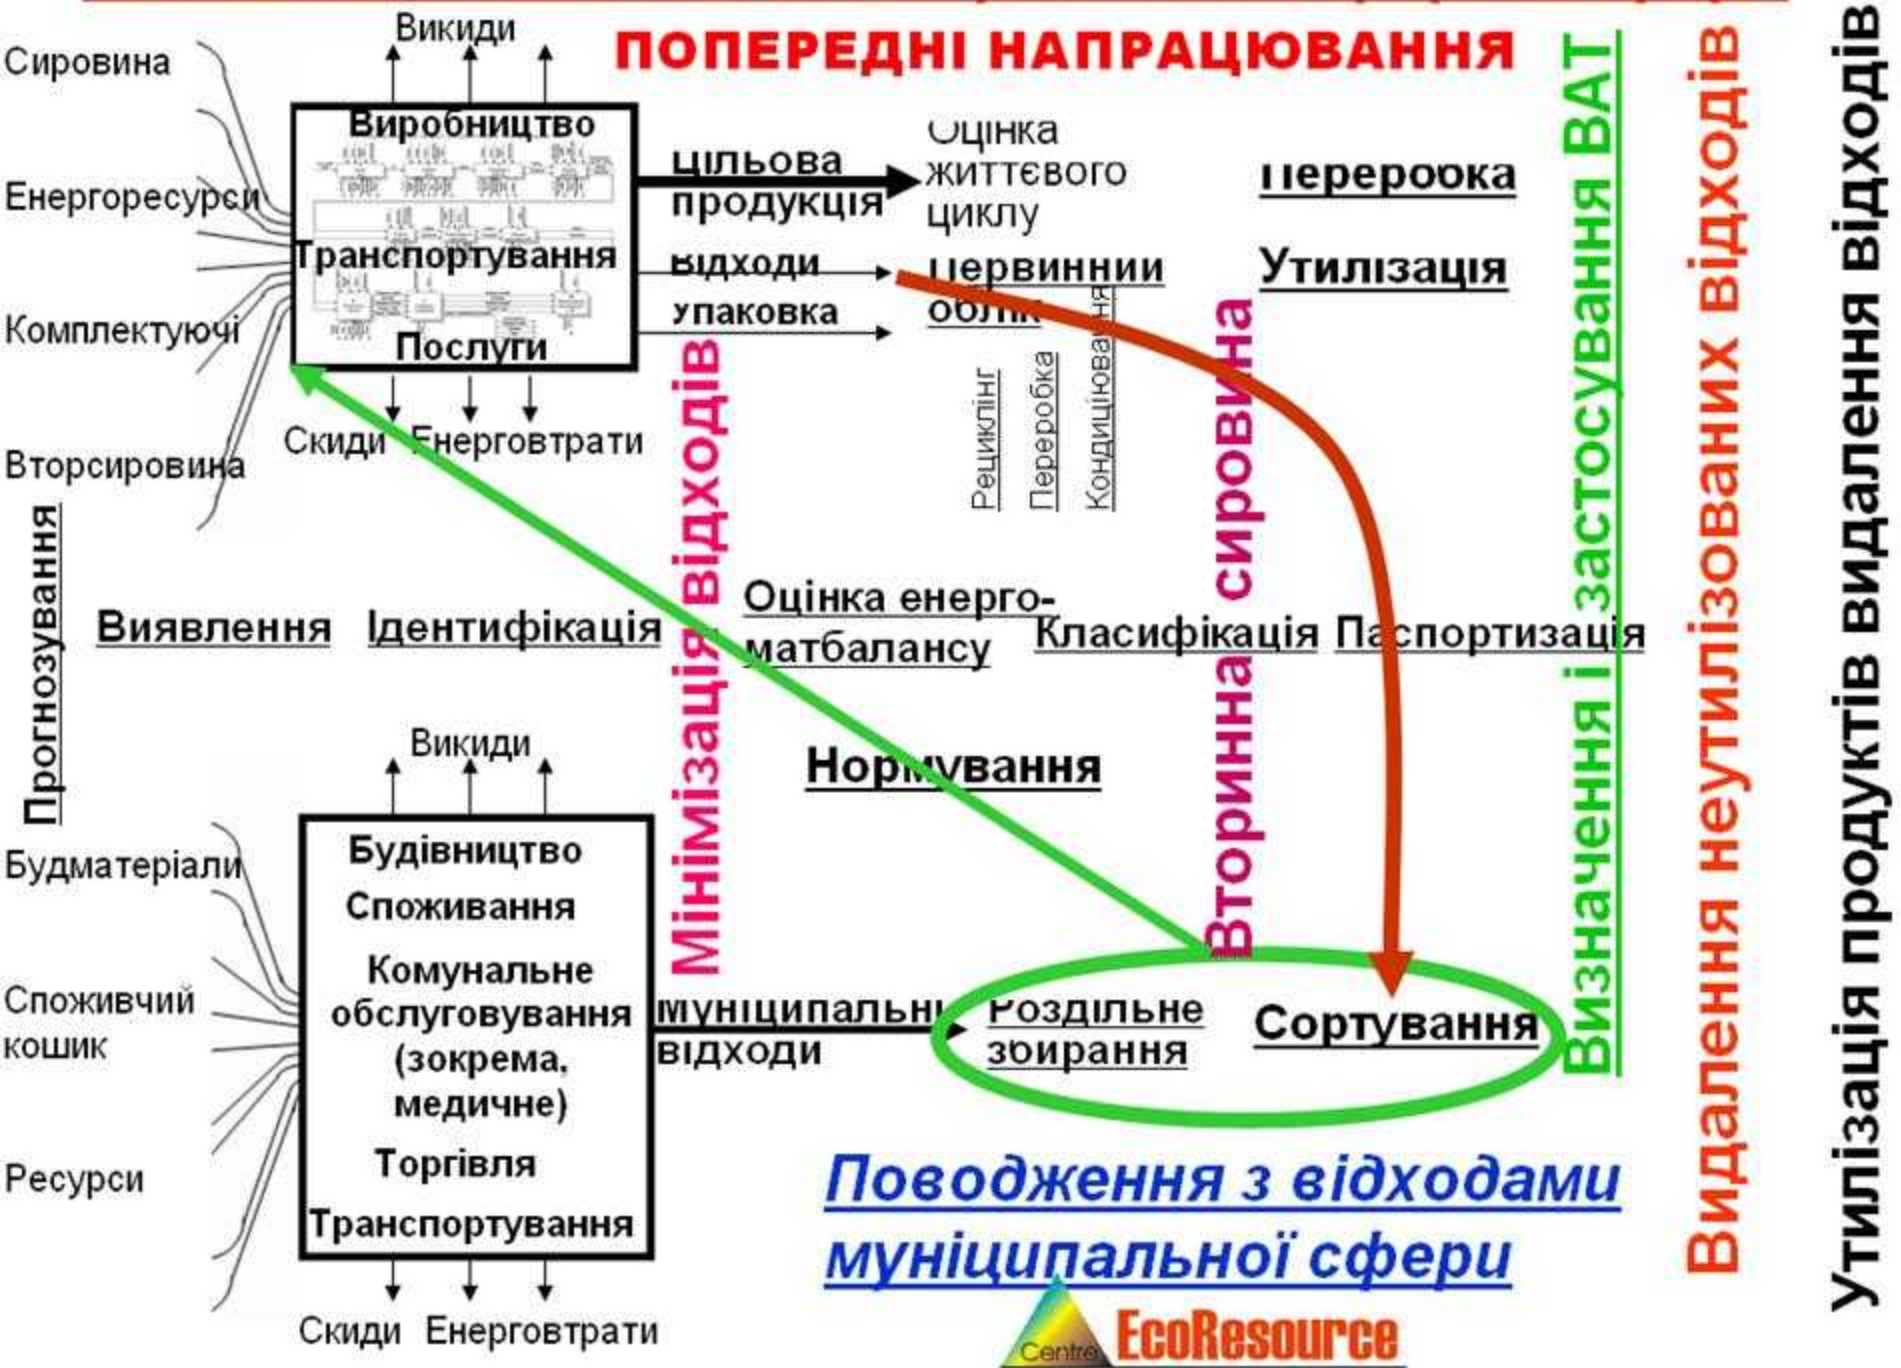 ПОПЕРЕДНІ НАПРАЦЮВАННЯ
Викиди
Сировина
Енергоресурси
Комплектуючі
Вторсировина
Виробництво
Транспортування
Послуги
Скиди Енерговтрати
Цільова
продукція
Відходи
Упаковка
Оцінка
життєвого
циклу
Первинний
облік
Рециклінг
Переробка
Кондиціювання
Переробка
Утилізація
Прогнозування
Виявлення
Ідентифікація
Мінімізація відходів
Оцінка енерго-
матбалансу
Класифікація
Паспортизація
Нормування
Вторинна сировина
Визначення і застосування ВАТ
Видалення неутилізованих відходів
Утилізація продуктів видалення відходів
Викиди
Будматеріали
Споживчий
кошик
Ресурси
Будівництво
Споживання
Комунальне
обслуговування
(зокрема,
медичне)
Торгівля
Транспортування
Скиди Енерговтрати
Муніципальні
відходи
Роздільне
збирання
Сортування
Поводження з відходами
муніципальної сфери
Centre EcoResource